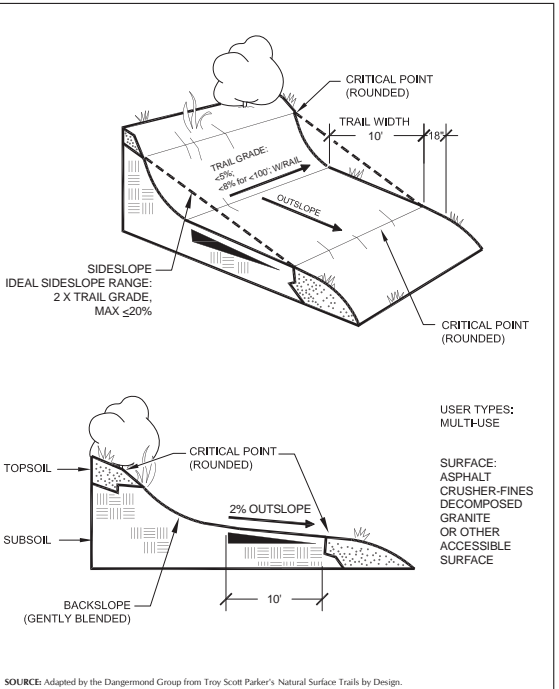 CRITICAL POINT
(ROUNDED)
TRAIL WIDTH
10'
18"
TRAIL GRADE:
<5%;
<8% for <100'; W/RAIL
OUTSLOPE
SIDESLOPE
IDEAL SIDESLOPE RANGE:
2 X TRAIL GRADE,
MAX ≤20%
CRITICAL POINT
(ROUNDED)
USER TYPES:
MULTI-USE
CRITICAL POINT
(ROUNDED)
TOPSOIL
2% OUTSLOPE
SURFACE:
ASPHALT
CRUSHER-FINES
DECOMPOSED
GRANITE
OR OTHER
ACCESSIBLE
SURFACE
SUBSOIL
10'
BACKSLOPE
(GENTLY BLENDED)
SOURCE: Adapted by the Dangermond Group from Troy Scott Parker's Natural Surface Trails by Design.